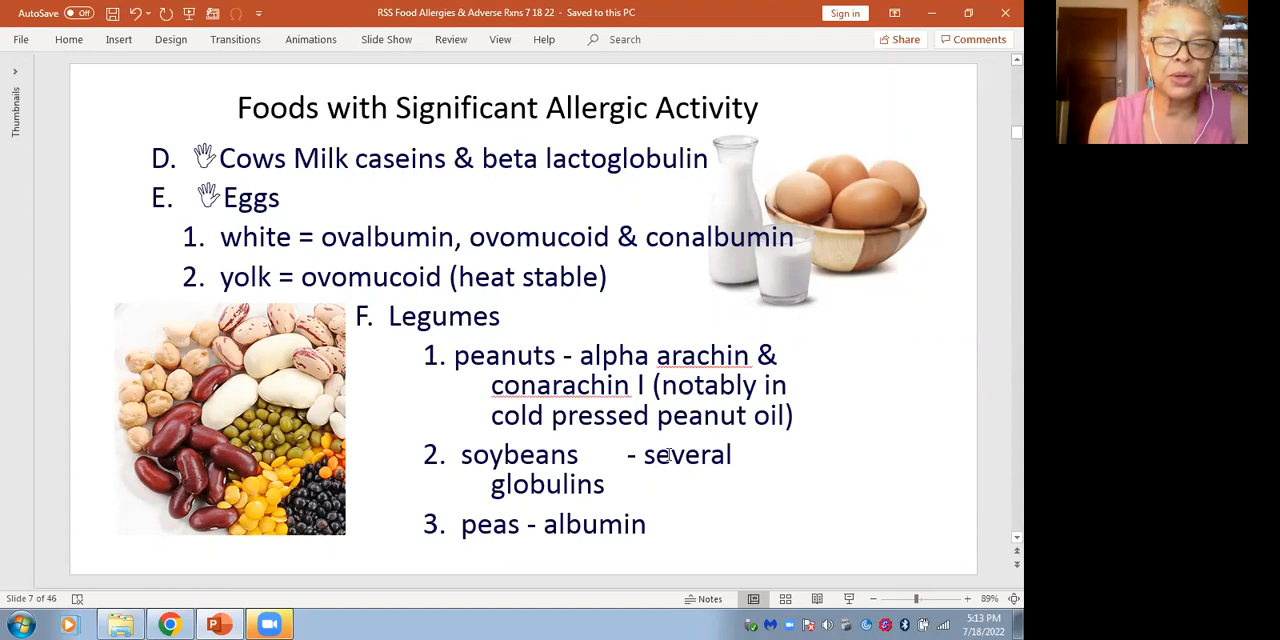 AutoSave Off RSS Food Allergies & Adverse Rxns 7 18 22 - Saved to this PC Sign in
File Home Insert Design Transitions Animations Slide Show Review View Help Search Share Comments
Thumbnails
Foods with Significant Allergic Activity
D. 🖑Cows Milk caseins & beta lactoglobulin
E. 🖑Eggs
1. white = ovalbumin, ovomucoid & conalbumin
2. yolk = ovomucoid (heat stable)
F. Legumes
1. peanuts - alpha arachin &
conarachin I (notably in
cold pressed peanut oil)
2. soybeans - several
globulins
3. peas - albumin
Slide 7 of 46 Notes 89%
5:13 PM
7/18/2022